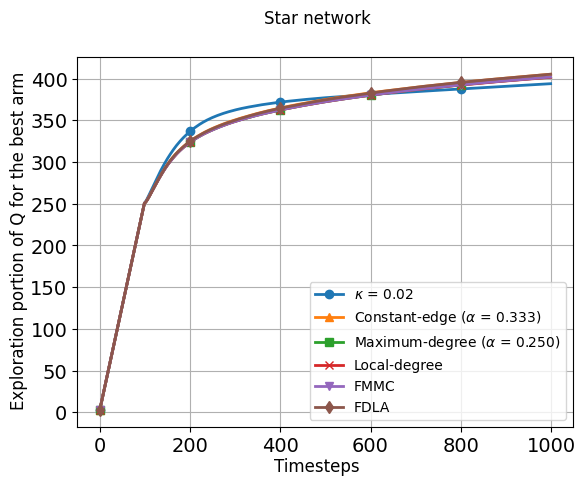 Star network
Exploration portion of Q for the best arm
400
350
300
250
200
150
100
50
0
κ = 0.02
Constant-edge (α = 0.333)
Maximum-degree (α = 0.250)
Local-degree
FMMC
FDLA
0 200 400 600 800 1000
Timesteps